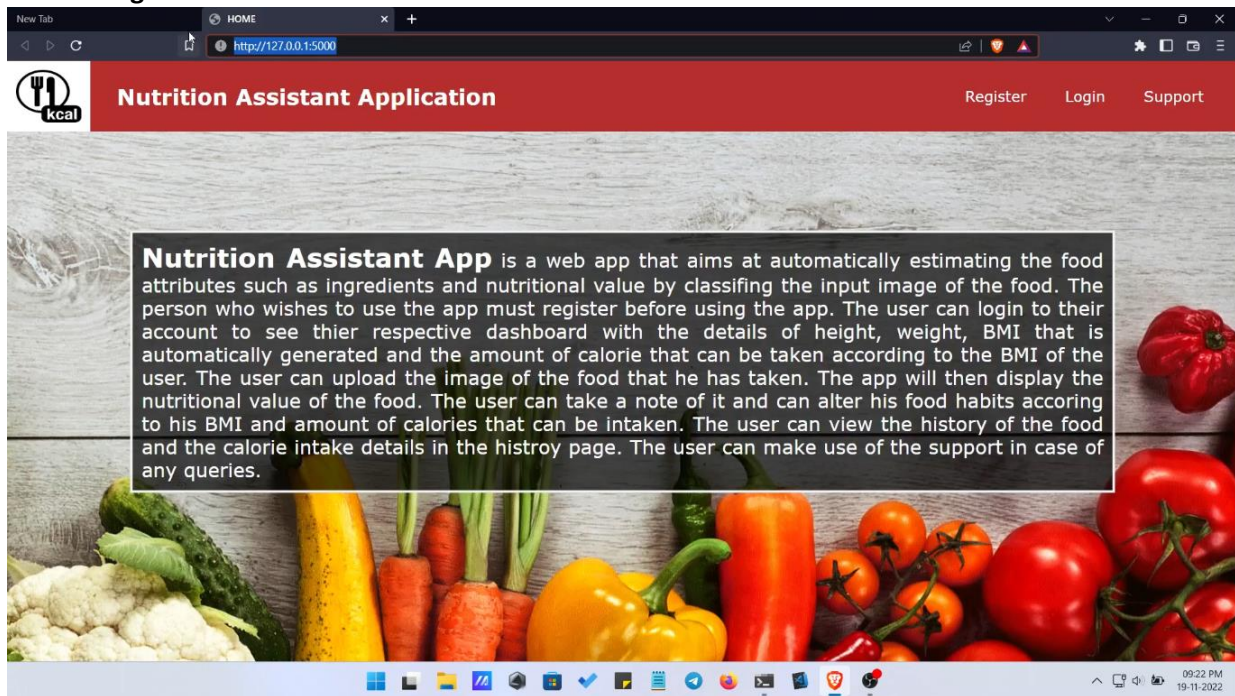 New Tab
HOME
http://127.0.0.1:5000
kcal
Nutrition Assistant Application
Register
Login
Support
Nutrition Assistant App is a web app that aims at automatically estimating the food
attributes such as ingredients and nutritional value by classifing the input image of the food. The
person who wishes to use the app must register before using the app. The user can login to their
account to see thier respective dashboard with the details of height, weight, BMI that is
automatically generated and the amount of calorie that can be taken according to the BMI of the
user. The user can upload the image of the food that he has taken. The app will then display the
nutritional value of the food. The user can take a note of it and can alter his food habits accoring
to his BMI and amount of calories that can be intaken. The user can view the history of the food
and the calorie intake details in the histroy page. The user can make use of the support in case of
any queries.
09:22 PM
19-11-2022